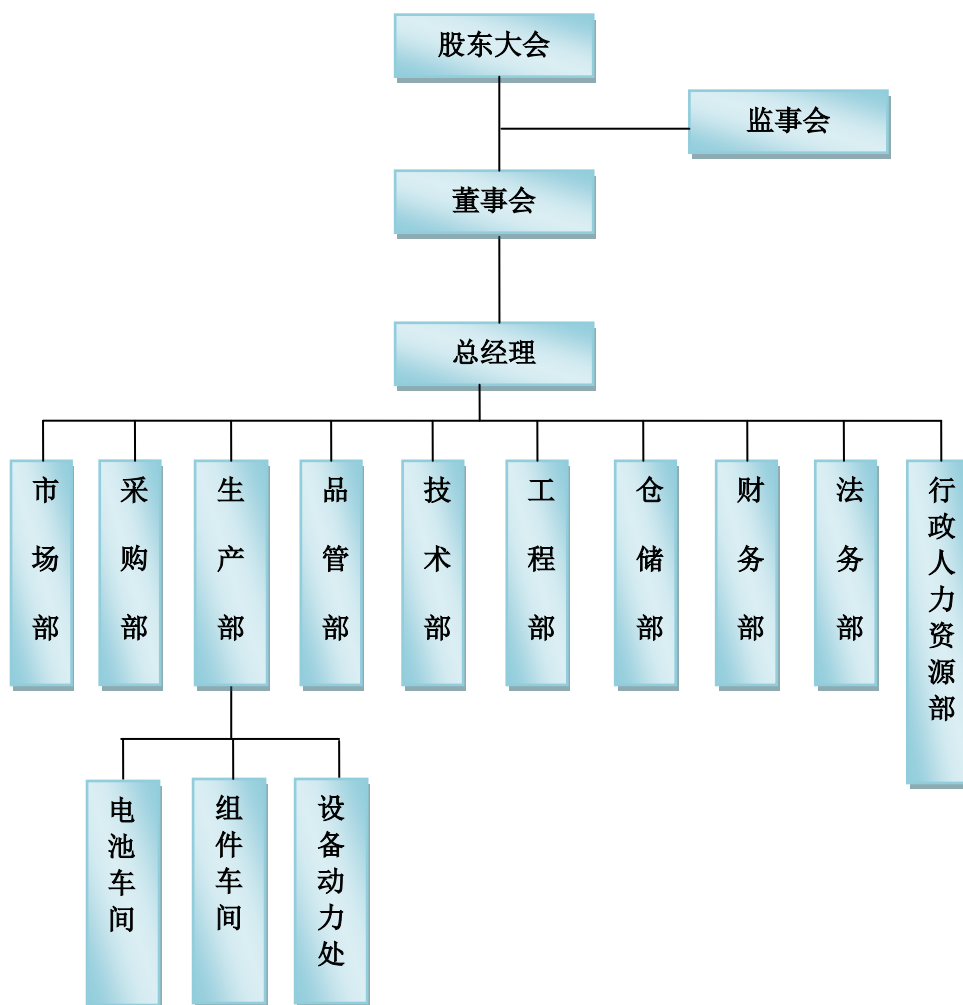 股东大会
监事会
董事会
总经理
市场部
采购部
生产部
品管部
技术部
工程部
仓储部
财务部
法务部
行政人力资源部
电池车间
组件车间
设备动力处